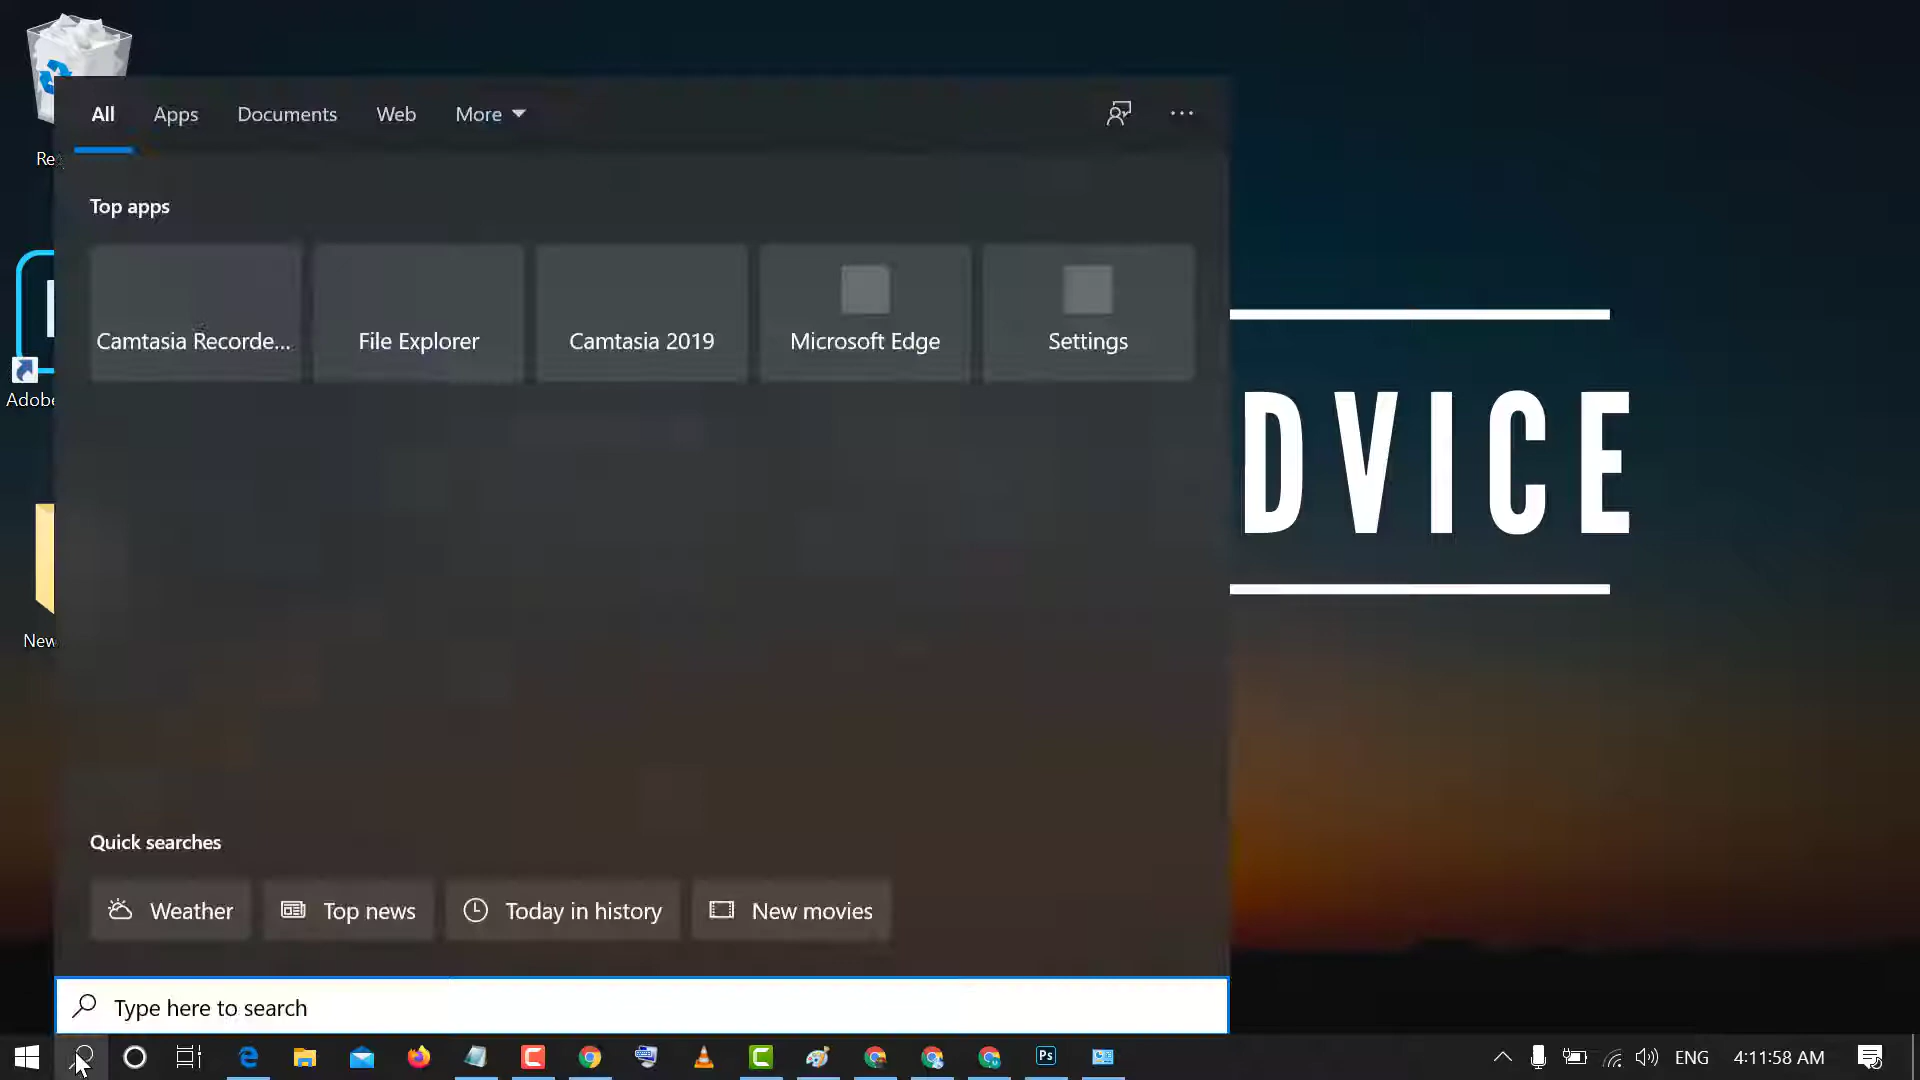 All Apps Documents Web More
Re
Top apps
Camtasia Recorde... File Explorer Camtasia 2019 Microsoft Edge Settings
Adobe
DVICE
New
Quick searches
Weather Top news Today in history New movies
Type here to search
Ps ENG 4:11:58 AM